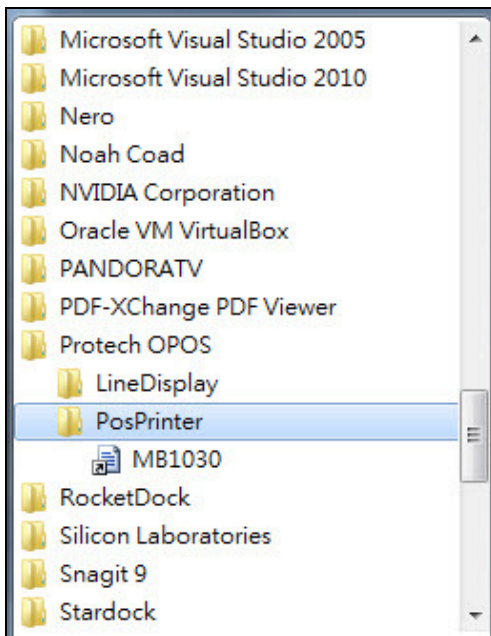 Microsoft Visual Studio 2005
Microsoft Visual Studio 2010
Nero
Noah Coad
NVIDIA Corporation
Oracle VM VirtualBox
PANDORATV
PDF-XChange PDF Viewer
Protech OPOS
LineDisplay
PosPrinter
MB1030
RocketDock
Silicon Laboratories
Snagit 9
Stardock